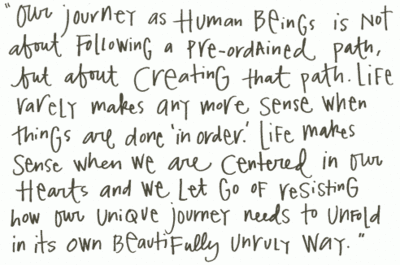 "Our journey as Human Beings is Not
about Following a Pre-ordained path,
but about Creating that path. Life
rarely makes any more sense when
things are done 'in order.' Life makes
Sense when we are Centered in our
Hearts and we Let Go of resisting
how our unique journey needs to unfold
in its own Beautifully unruly Way."